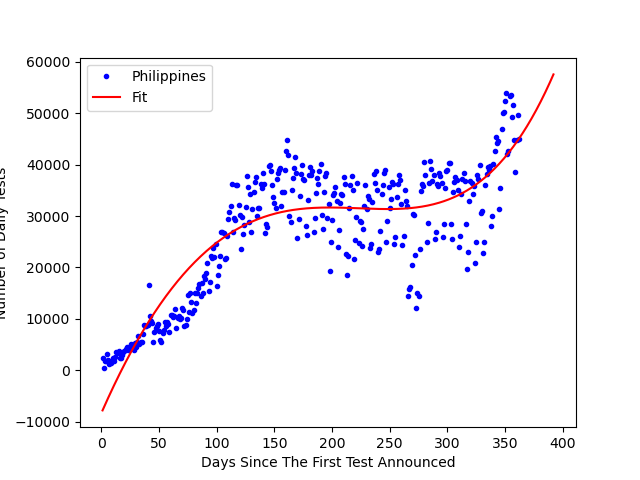 60000
50000
40000
30000
20000
10000
0
−10000
Number of Daily Tests
Philippines
Fit
0 50 100 150 200 250 300 350 400
Days Since The First Test Announced